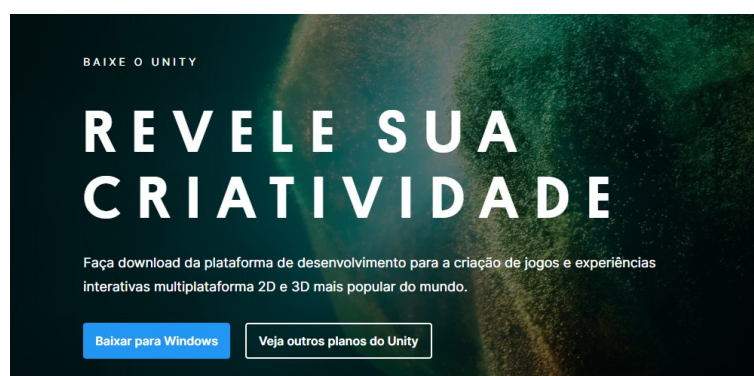 BAIXE O UNITY
REVELE SUA
CRIATIVIDADE
Faça download da plataforma de desenvolvimento para a criação de jogos e experiências
interativas multiplataforma 2D e 3D mais popular do mundo.
Baixar para Windows
Veja outros planos do Unity